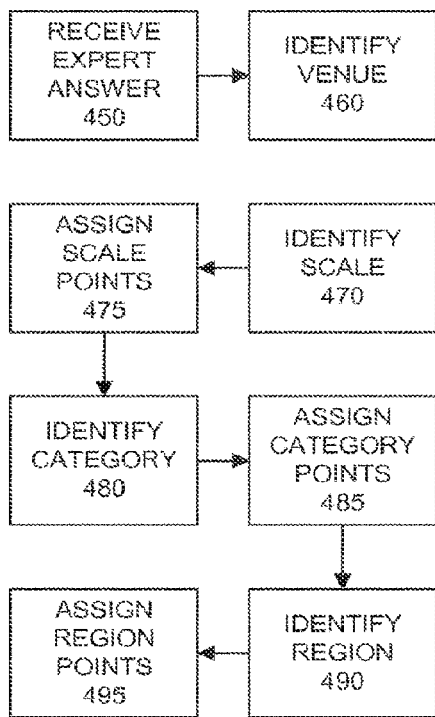 RECEIVE
EXPERT
ANSWER
450
IDENTIFY
VENUE
460
ASSIGN
SCALE
POINTS
475
IDENTIFY
SCALE
470
IDENTIFY
CATEGORY
480
ASSIGN
CATEGORY
POINTS
485
ASSIGN
REGION
POINTS
495
IDENTIFY
REGION
490